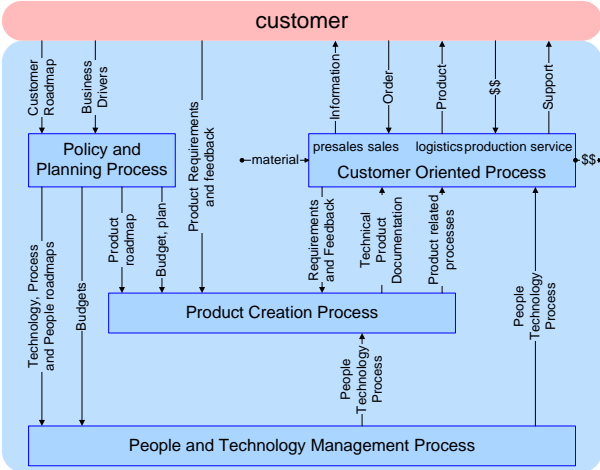 customer
Customer
Roadmap
Business
Drivers
Product Requirements
and feedback
Information
Order
Product
$$
Support
Policy and
Planning Process
material
presales sales logistics production service
Customer Oriented Process
$$
Product
roadmap
Budget, plan
Requirements
and Feedback
Technical
Product
Documentation
Product related
processes
Technology, Process
and People roadmaps
Budgets
Product Creation Process
People
Technology
Process
People
Technology
Process
People and Technology Management Process